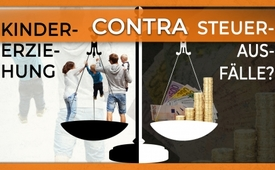 KINDER-
ERZIE-
HUNG
CONTRA
STEUER-
AUS-
FÄLLE?